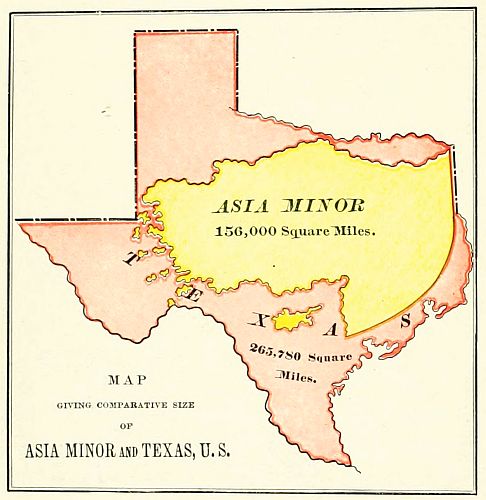 ASIA MINOR
156,000 Square Miles.
TEXAS
265,780 Square
Miles.
MAP
GIVING COMPARATIVE SIZE
OF
ASIA MINOR AND TEXAS, U. S.